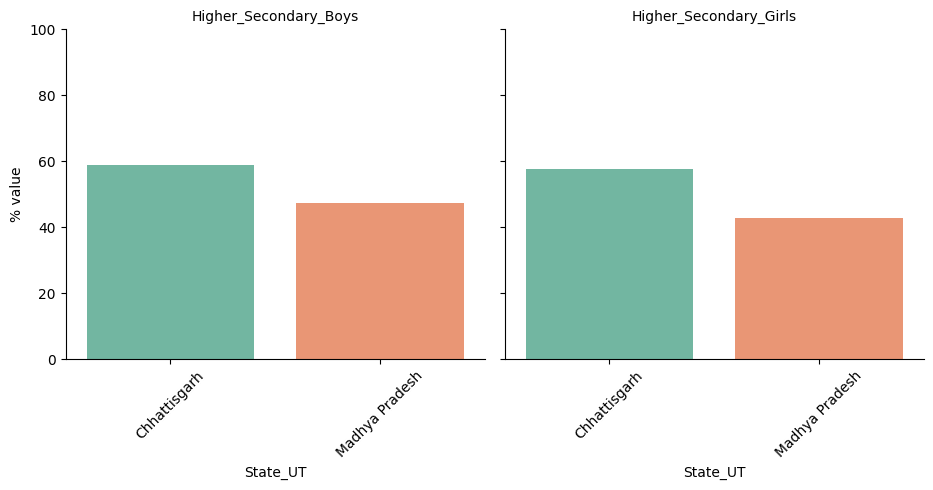 Higher_Secondary_Boys
Higher_Secondary_Girls
100
80
60
40
20
0
% value
Chhattisgarh
Madhya Pradesh
Chhattisgarh
Madhya Pradesh
State_UT
State_UT